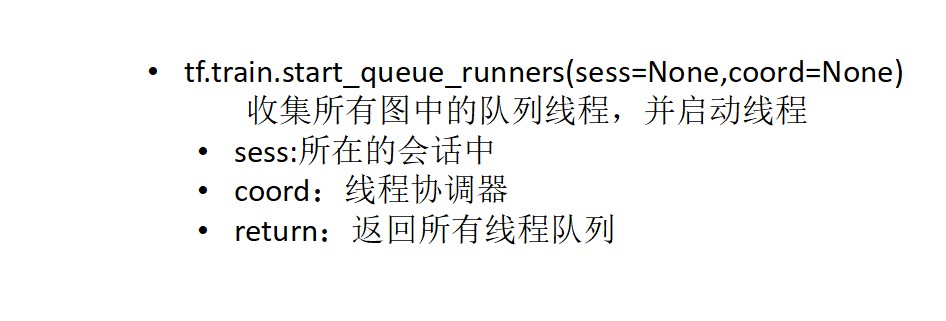 • tf.train.start_queue_runners(sess=None,coord=None)
收集所有图中的队列线程，并启动线程
• sess:所在的会话中
• coord：线程协调器
• return：返回所有线程队列